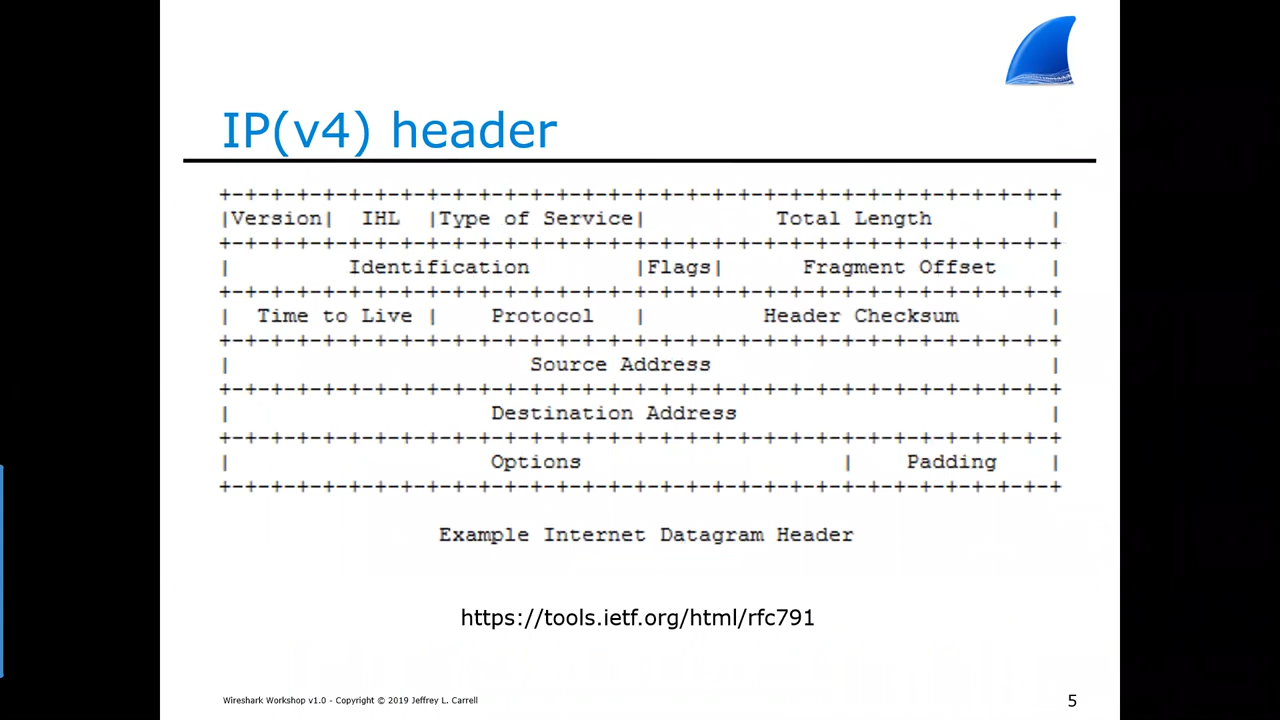 IP(v4) header
+-+-+-+-+-+-+-+-+-+-+-+-+-+-+-+-+-+-+-+-+-+-+-+-+-+-+-+-+-+-+-+-+
|Version|  IHL  |Type of Service|          Total Length         |
+-+-+-+-+-+-+-+-+-+-+-+-+-+-+-+-+-+-+-+-+-+-+-+-+-+-+-+-+-+-+-+-+
|         Identification        |Flags|      Fragment Offset    |
+-+-+-+-+-+-+-+-+-+-+-+-+-+-+-+-+-+-+-+-+-+-+-+-+-+-+-+-+-+-+-+-+
|  Time to Live |    Protocol   |         Header Checksum       |
+-+-+-+-+-+-+-+-+-+-+-+-+-+-+-+-+-+-+-+-+-+-+-+-+-+-+-+-+-+-+-+-+
|                       Source Address                          |
+-+-+-+-+-+-+-+-+-+-+-+-+-+-+-+-+-+-+-+-+-+-+-+-+-+-+-+-+-+-+-+-+
|                    Destination Address                        |
+-+-+-+-+-+-+-+-+-+-+-+-+-+-+-+-+-+-+-+-+-+-+-+-+-+-+-+-+-+-+-+-+
|                    Options                    |    Padding    |
+-+-+-+-+-+-+-+-+-+-+-+-+-+-+-+-+-+-+-+-+-+-+-+-+-+-+-+-+-+-+-+-+
Example Internet Datagram Header
https://tools.ietf.org/html/rfc791
Wireshark Workshop v1.0 - Copyright © 2019 Jeffrey L. Carrell
5